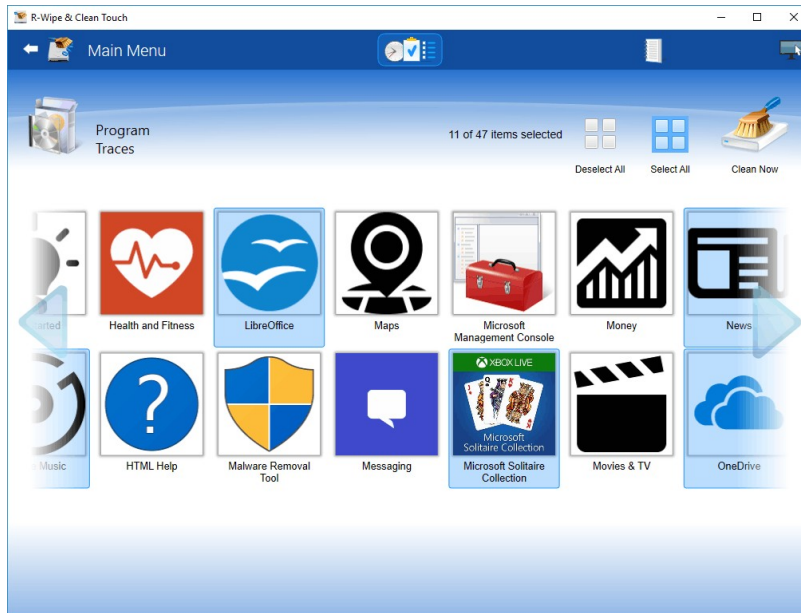 R-Wipe & Clean Touch
Main Menu
Program
Traces
11 of 47 items selected
Deselect All
Select All
Clean Now
Health and Fitness
LibreOffice
Maps
Microsoft
Management Console
Money
News
XBOX LIVE
Microsoft
Solitaire Collection
Music
HTML Help
Malware Removal
Tool
Messaging
Microsoft Solitaire
Collection
Movies & TV
OneDrive